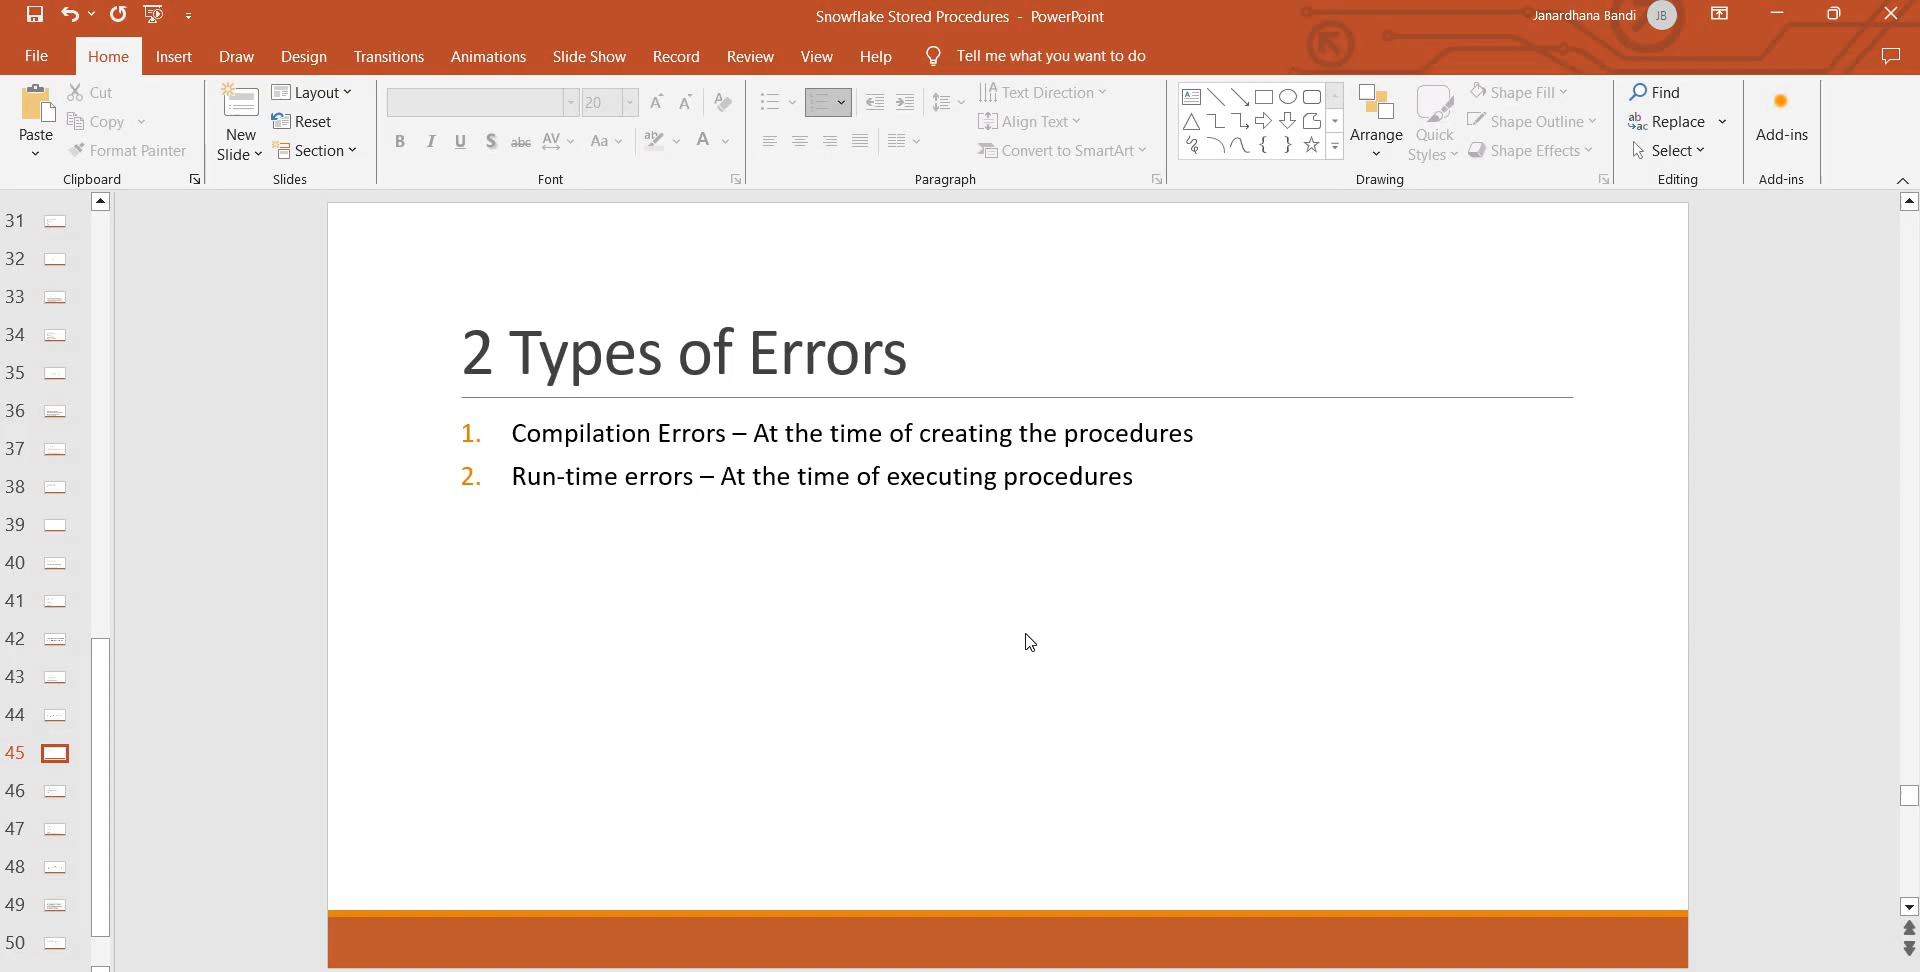 Snowflake Stored Procedures - PowerPoint
Janardhana Bandi JB
File Home Insert Draw Design Transitions Animations Slide Show Record Review View Help Tell me what you want to do
Paste
Cut
Copy
Format Painter
Clipboard
New
Slide
Layout
Reset
Section
Slides
20
B I U S abc AV Aa A
Font
Text Direction
Align Text
Convert to SmartArt
Paragraph
Arrange
Quick
Styles
Shape Fill
Shape Outline
Shape Effects
Drawing
Find
Replace
Select
Editing
Add-ins
Add-ins
31
32
33
34
35
36
37
38
39
40
41
42
43
44
45
46
47
48
49
50
2 Types of Errors
1. Compilation Errors – At the time of creating the procedures
2. Run-time errors – At the time of executing procedures